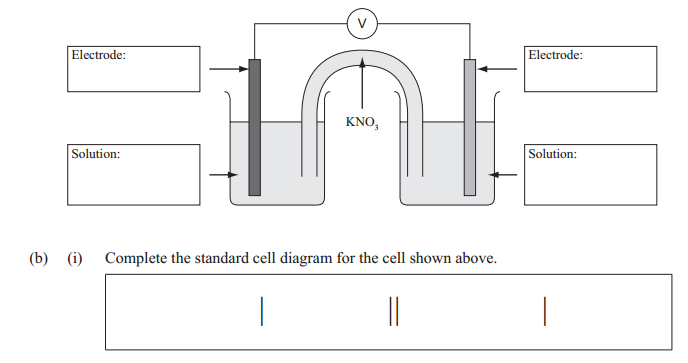 V
Electrode:
Electrode:
KNO₃
Solution:
Solution:
(b) (i) Complete the standard cell diagram for the cell shown above.
| || |